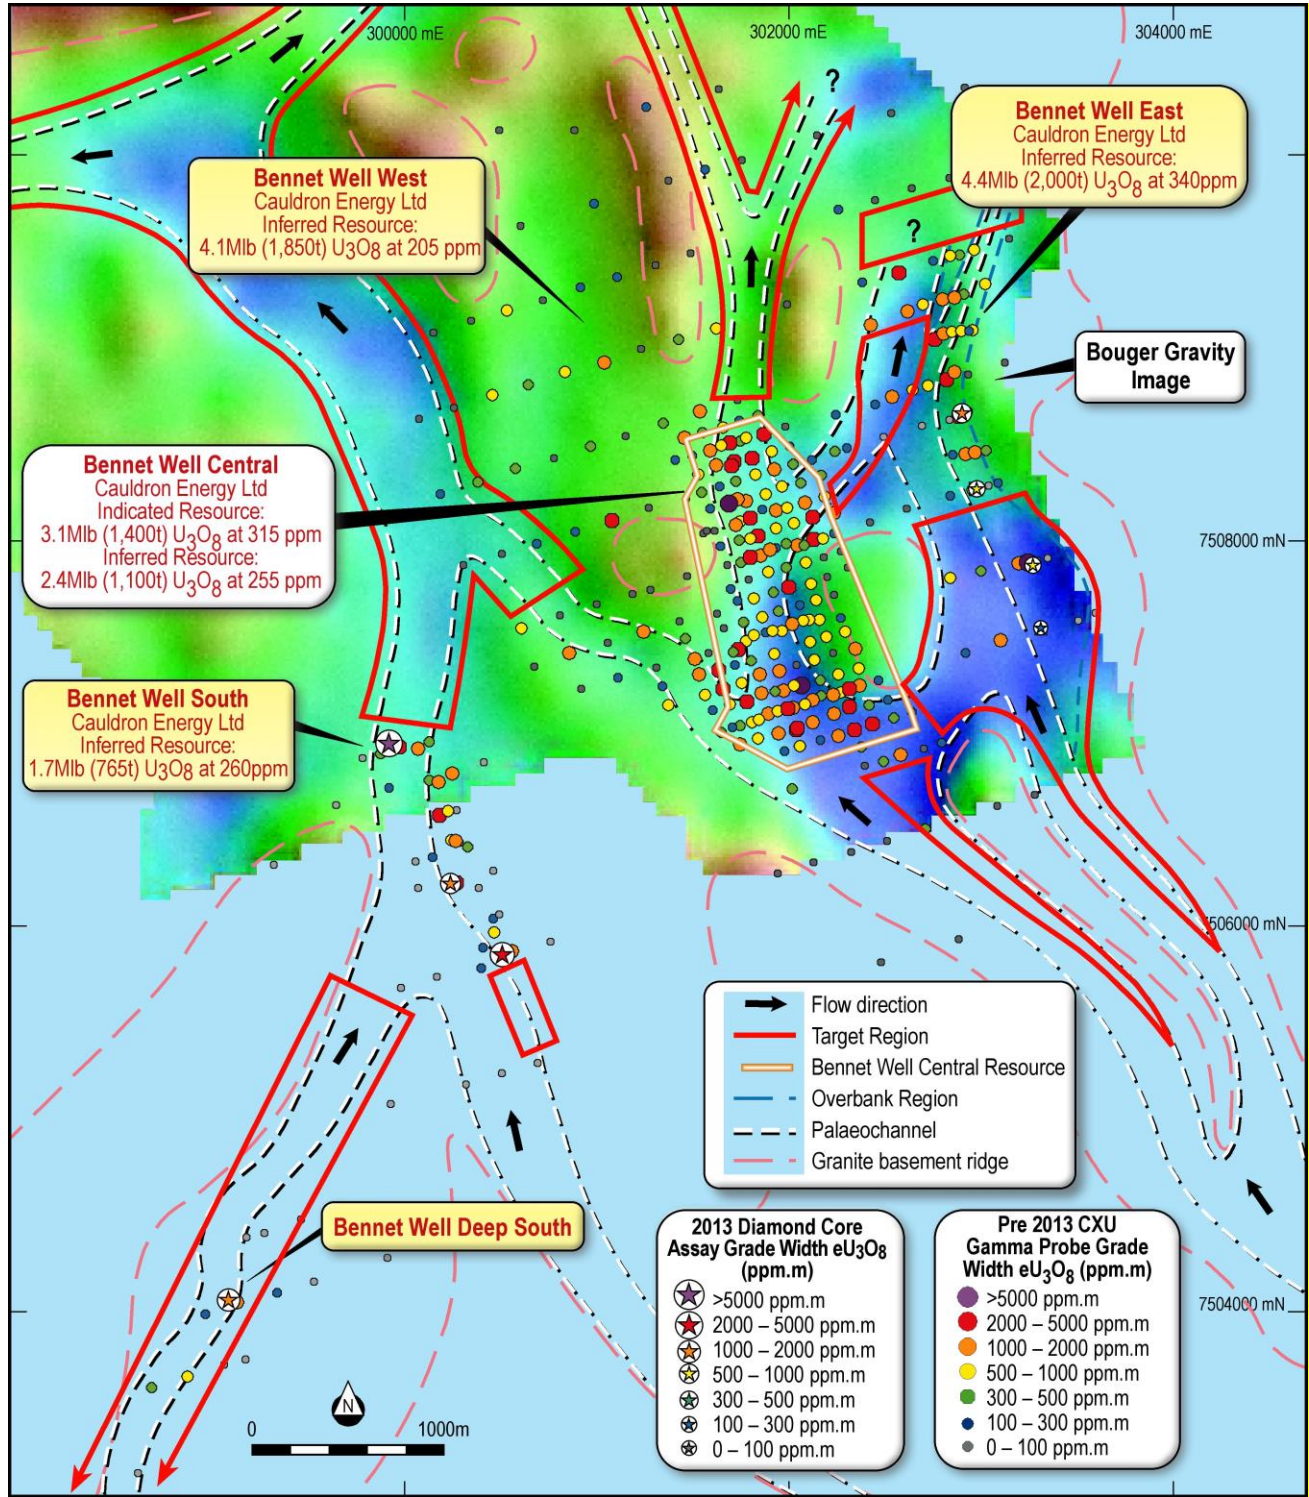 300000 mE
302000 mE
304000 mE
?
Bennet Well East
Cauldron Energy Ltd
Inferred Resource:
4.4Mlb (2,000t) U3O8 at 340ppm
Bennet Well West
Cauldron Energy Ltd
Inferred Resource:
4.1Mlb (1,850t) U3O8 at 205 ppm
?
Bouger Gravity
Image
Bennet Well Central
Cauldron Energy Ltd
Indicated Resource:
3.1Mlb (1,400t) U3O8 at 315 ppm
Inferred Resource:
2.4Mlb (1,100t) U3O8 at 255 ppm
7508000 mN
Bennet Well South
Cauldron Energy Ltd
Inferred Resource:
1.7Mlb (765t) U3O8 at 260ppm
7506000 mN
Flow direction
Target Region
Bennet Well Central Resource
Overbank Region
Palaeochannel
Granite basement ridge
Bennet Well Deep South
2013 Diamond Core
Assay Grade Width eU3O8
(ppm.m)
>5000 ppm.m
2000 – 5000 ppm.m
1000 – 2000 ppm.m
500 – 1000 ppm.m
300 – 500 ppm.m
100 – 300 ppm.m
0 – 100 ppm.m
Pre 2013 CXU
Gamma Probe Grade
Width eU3O8 (ppm.m)
>5000 ppm.m
2000 – 5000 ppm.m
1000 – 2000 ppm.m
500 – 1000 ppm.m
300 – 500 ppm.m
100 – 300 ppm.m
0 – 100 ppm.m
7504000 mN
N
0 1000m